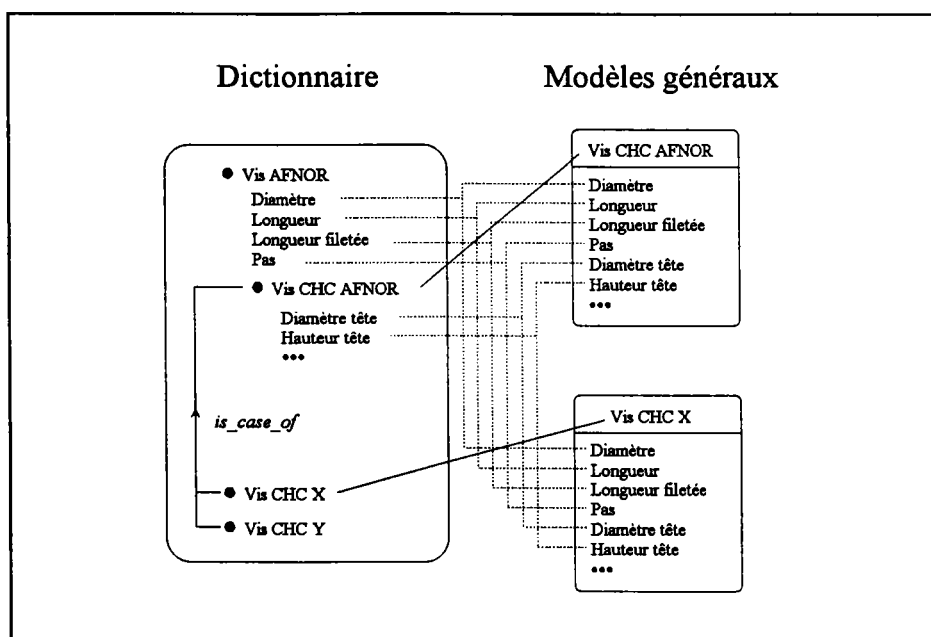 Dictionnaire
Modèles généraux
Vis AFNOR
Diamètre
Longueur
Longueur filetée
Pas
Vis CHC AFNOR
Diamètre tête
Hauteur tête
•••
is_case_of
Vis CHC X
Vis CHC Y
Vis CHC AFNOR
Diamètre
Longueur
Longueur filetée
Pas
Diamètre tête
Hauteur tête
•••
Vis CHC X
Diamètre
Longueur
Longueur filetée
Pas
Diamètre tête
Hauteur tête
•••